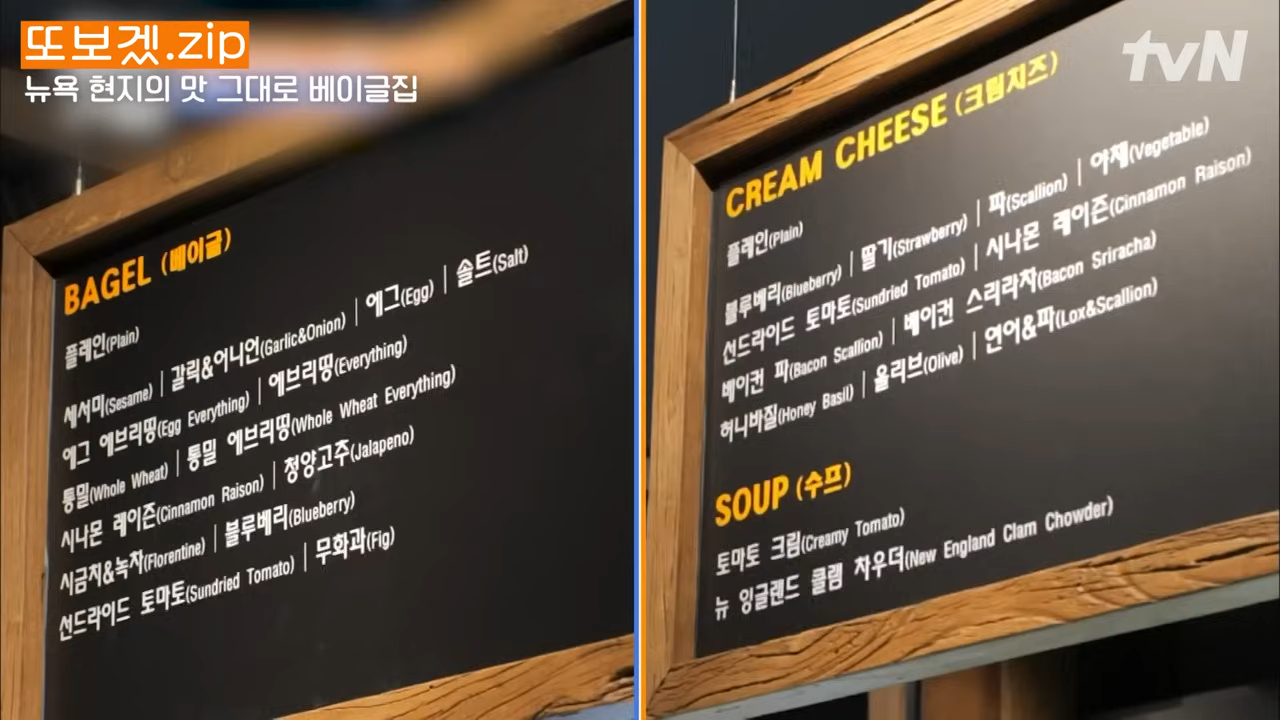 또보겠.zip
뉴욕 현지의 맛 그대로 베이글집
tvN
BAGEL (베이글)
플레인(Plain)
세서미(Sesame) | 갈릭&어니언(Garlic&Onion) | 에그(Egg) | 솔트(Salt)
에그 에브리띵(Egg Everything) | 에브리띵(Everything)
통밀(Whole Wheat) | 통밀 에브리띵(Whole Wheat Everything)
시나몬 레이즌(Cinnamon Raison) | 청양고추(Jalapeno)
시금치&녹차(Florentine) | 블루베리(Blueberry)
선드라이드 토마토(Sundried Tomato) | 무화과(Fig)
CREAM CHEESE (크림치즈)
플레인(Plain)
블루베리(Blueberry) | 딸기(Strawberry) | 파(Scallion) | 야채(Vegetable)
선드라이드 토마토(Sundried Tomato) | 시나몬 레이즌(Cinnamon Raison)
베이컨 파(Bacon Scallion) | 베이컨 스리라차(Bacon Sriracha)
허니바질(Honey Basil) | 올리브(Olive) | 연어&파(Lox&Scallion)
SOUP (수프)
토마토 크림(Creamy Tomato)
뉴 잉글랜드 클램 차우더(New England Clam Chowder)